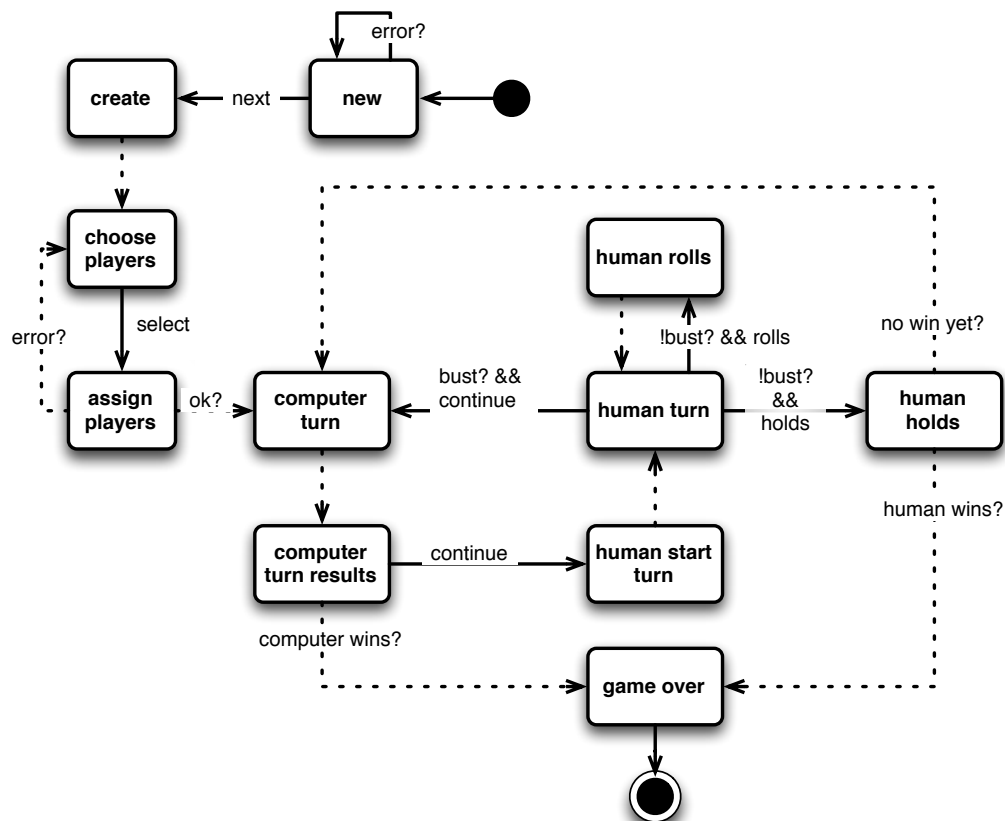 error?
create
next
new
choose
players
human rolls
error?
select
no win yet?
!bust? && rolls
assign
players
ok?
computer
turn
bust? &&
continue
human turn
!bust?
&&
holds
human
holds
human wins?
computer
turn results
continue
human start
turn
computer wins?
game over